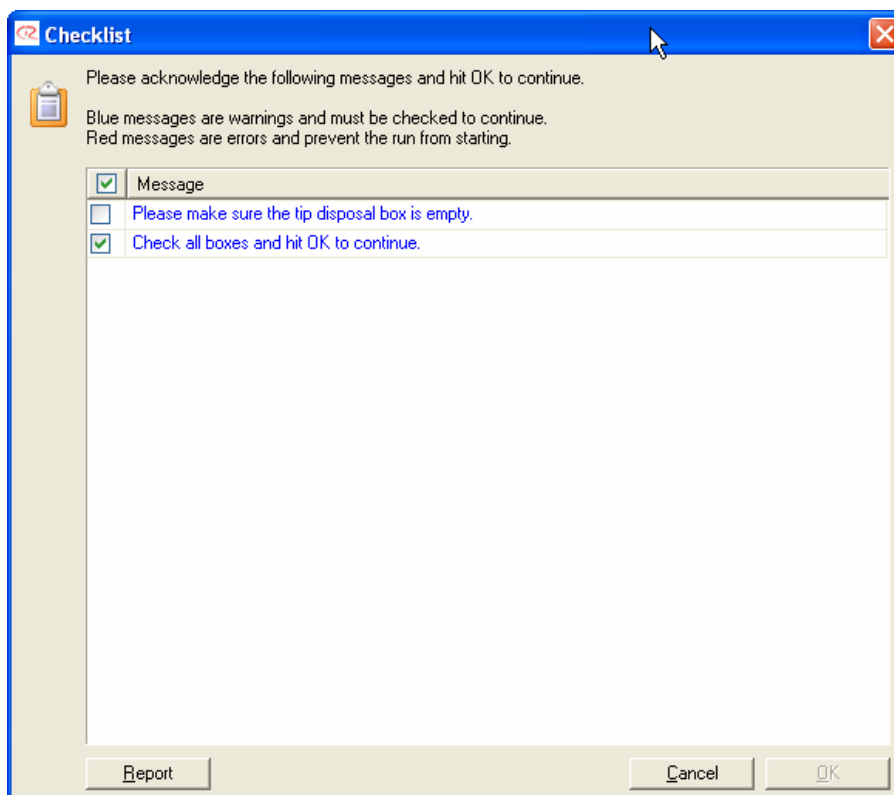 Checklist
Please acknowledge the following messages and hit OK to continue.
Blue messages are warnings and must be checked to continue.
Red messages are errors and prevent the run from starting.
Message
Please make sure the tip disposal box is empty.
Check all boxes and hit OK to continue.
Report Cancel OK